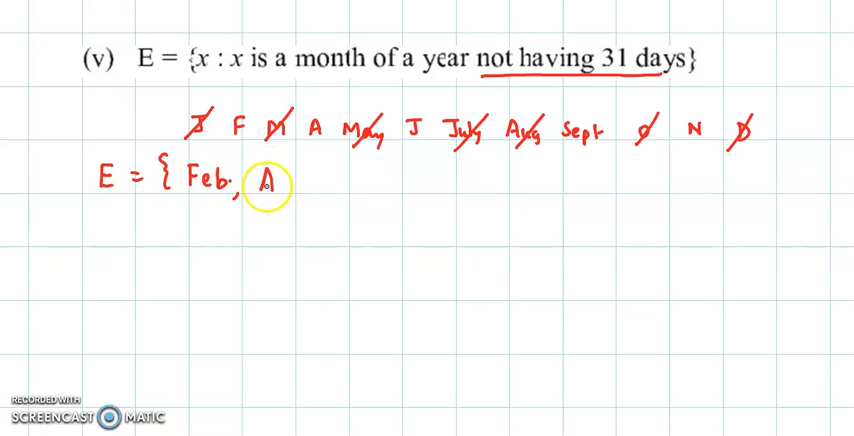 (v) E = {x : x is a month of a year not having 31 days}
J F M A May J July Aug Sept O N D
E = { Feb, A
RECORDED WITH
SCREENCAST MATIC